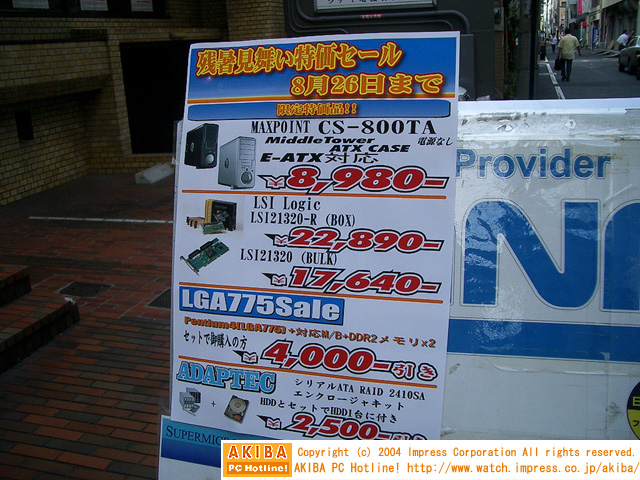 残暑見舞い特価セール
8月26日まで
限定特価品!!
MAXPOINT CS-800TA
MiddleTower 電源なし
ATX CASE
E-ATX対応
8,980-
LSI Logic
LSI21320-R (BOX)
22,890-
LSI21320 (BULK)
17,640-
LGA775Sale
Pentium4(LGA775)+対応M/B+DDR2メモリx2
セットで御購入の方
4,000-引き
ADAPTEC シリアルATA RAID 2410SA
エンクロージャキット
HDDとセットでHDD1台に付き
2,500-引き
Provider
SUPERMICR
AKIBA
PC Hotline!
Copyright (c) 2004 Impress Corporation All rights reserved.
AKIBA PC Hotline! http://www.watch.impress.co.jp/akiba/